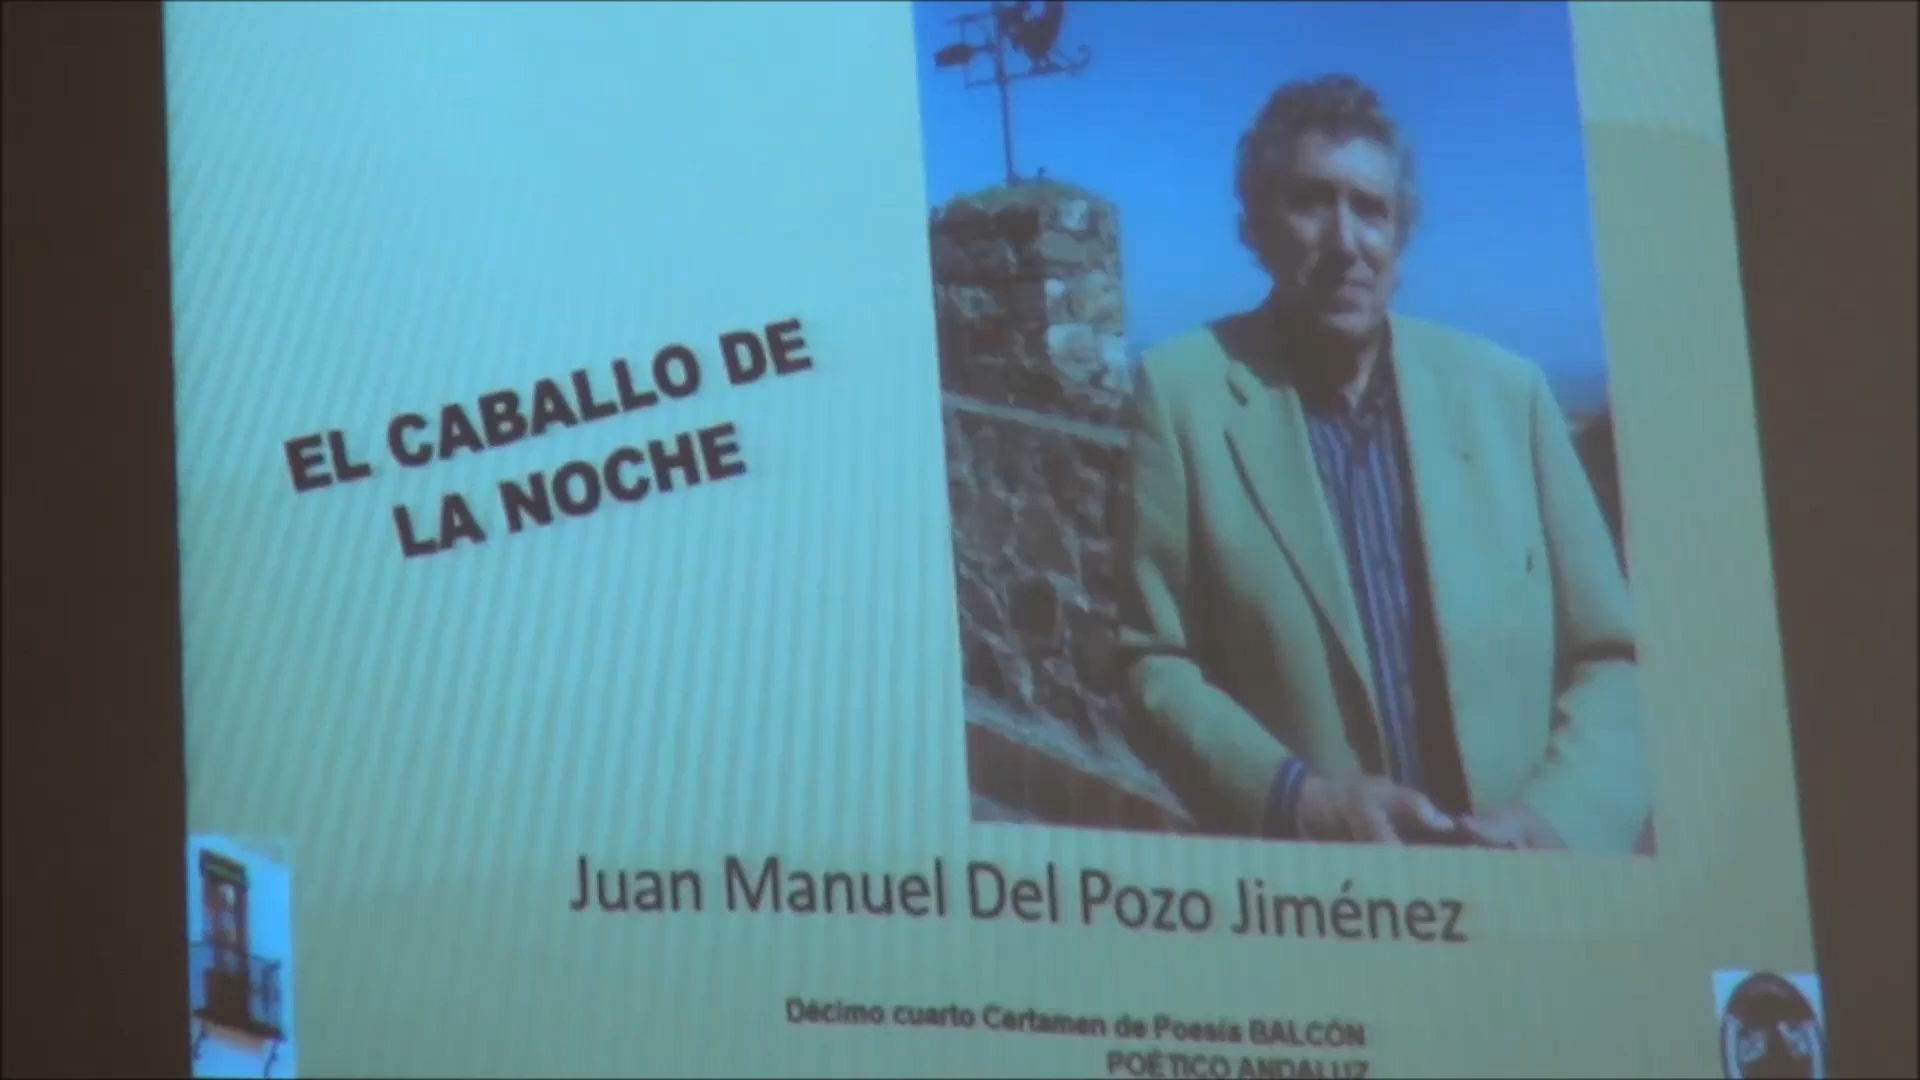 EL CABALLO DE
LA NOCHE
Juan Manuel Del Pozo Jiménez
Décimo cuarto Certamen de Poesía BALCÓN
POÉTICO ANDALUZ